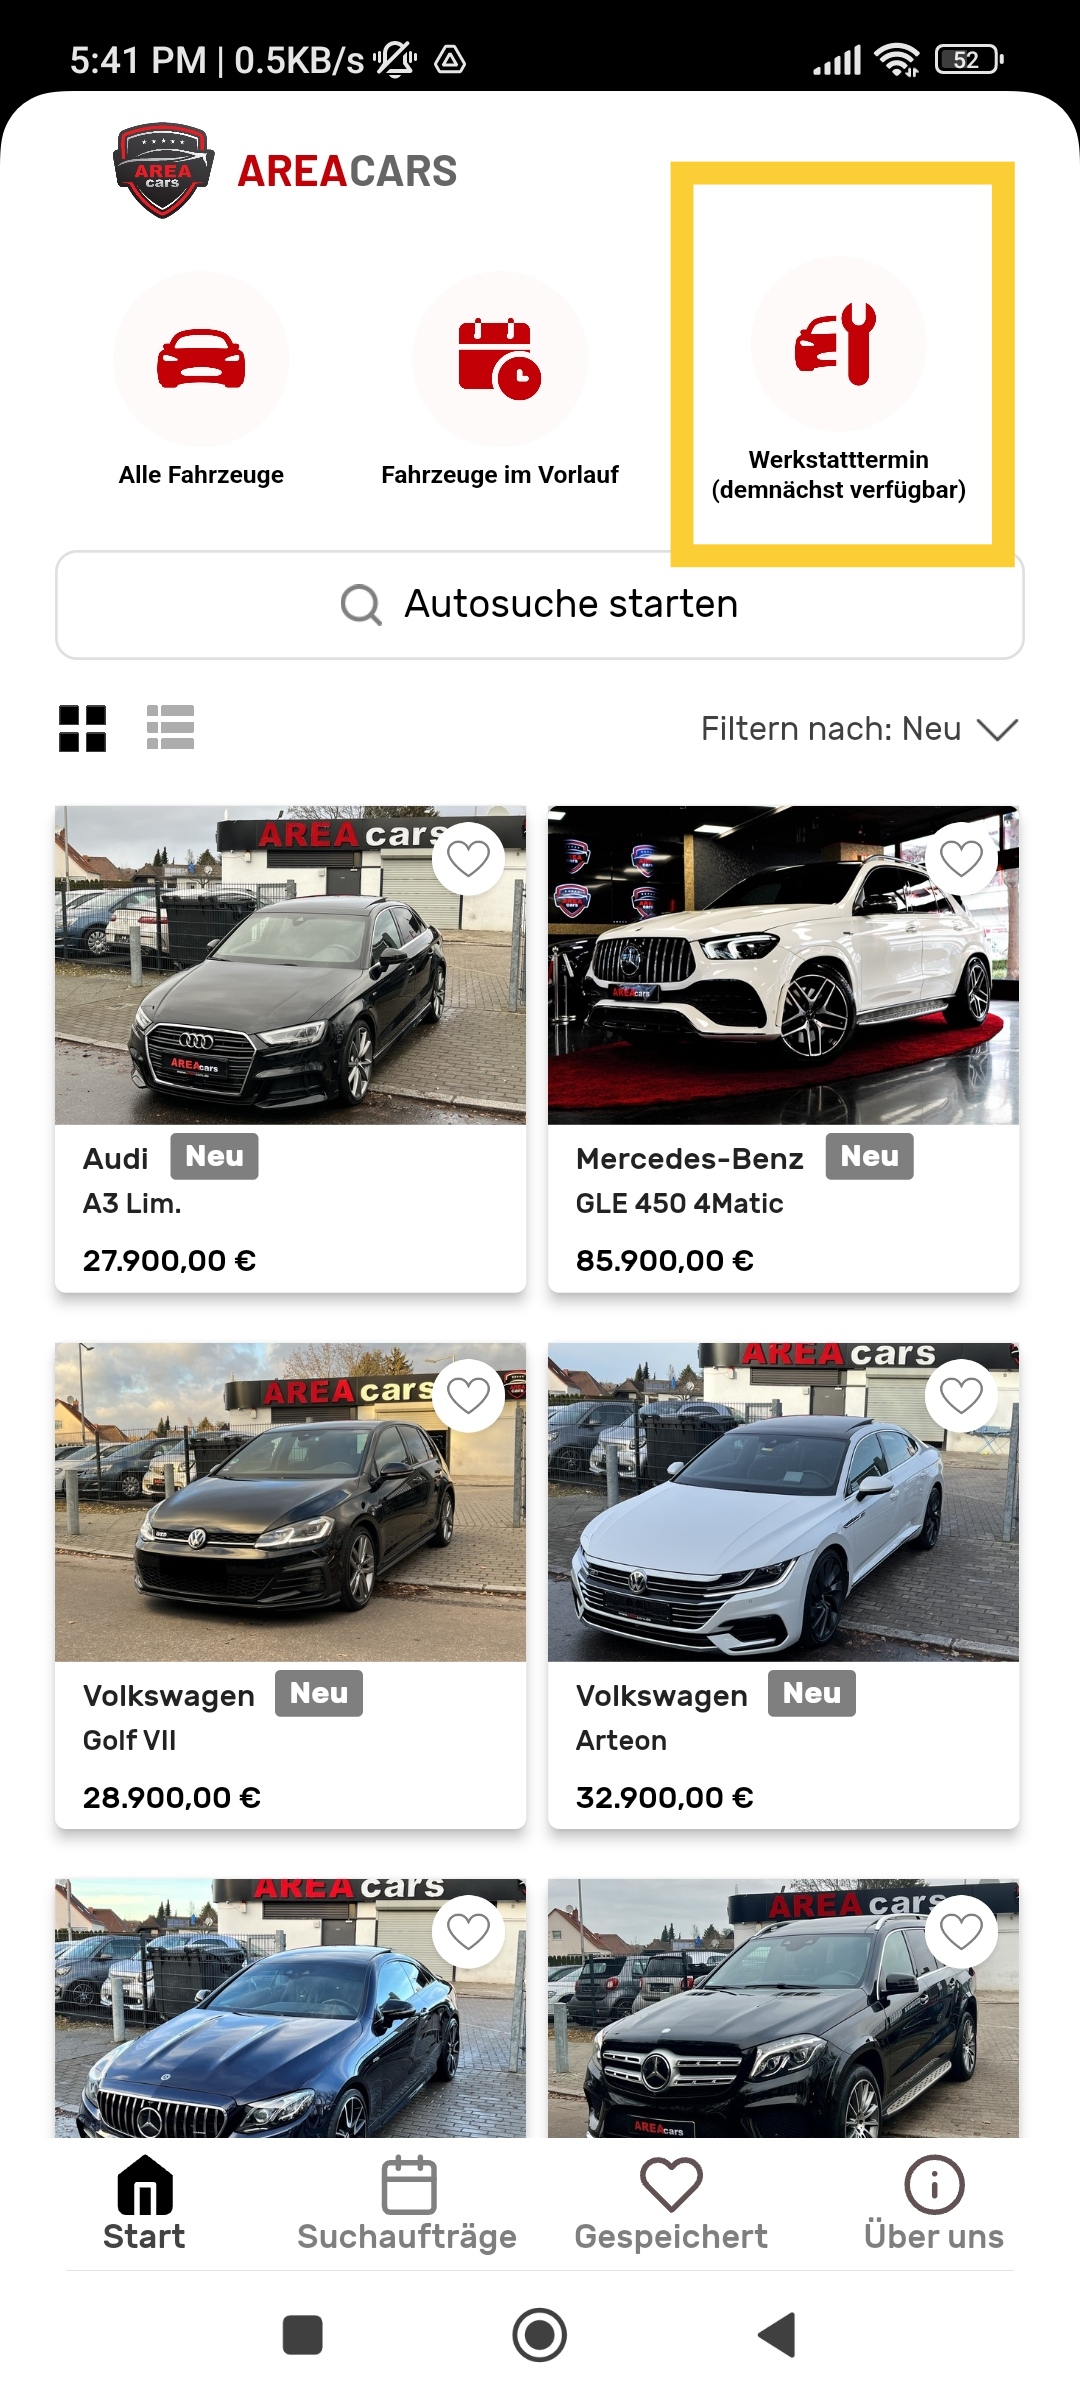 5:41 PM | 0.5KB/s
52
AREA
cars
AREACARS
Alle Fahrzeuge
Fahrzeuge im Vorlauf
Werkstatttermin
(demnächst verfügbar)
Autosuche starten
Filtern nach: Neu
AREA cars
AREAcars
Audi Neu
A3 Lim.
27.900,00 €
AREAcars
Mercedes-Benz Neu
GLE 450 4Matic
85.900,00 €
AREA cars
Volkswagen Neu
Golf VII
28.900,00 €
AREA cars
Volkswagen Neu
Arteon
32.900,00 €
AREA cars
AREA cars
AREAcars
Start
Suchaufträge
Gespeichert
Über uns